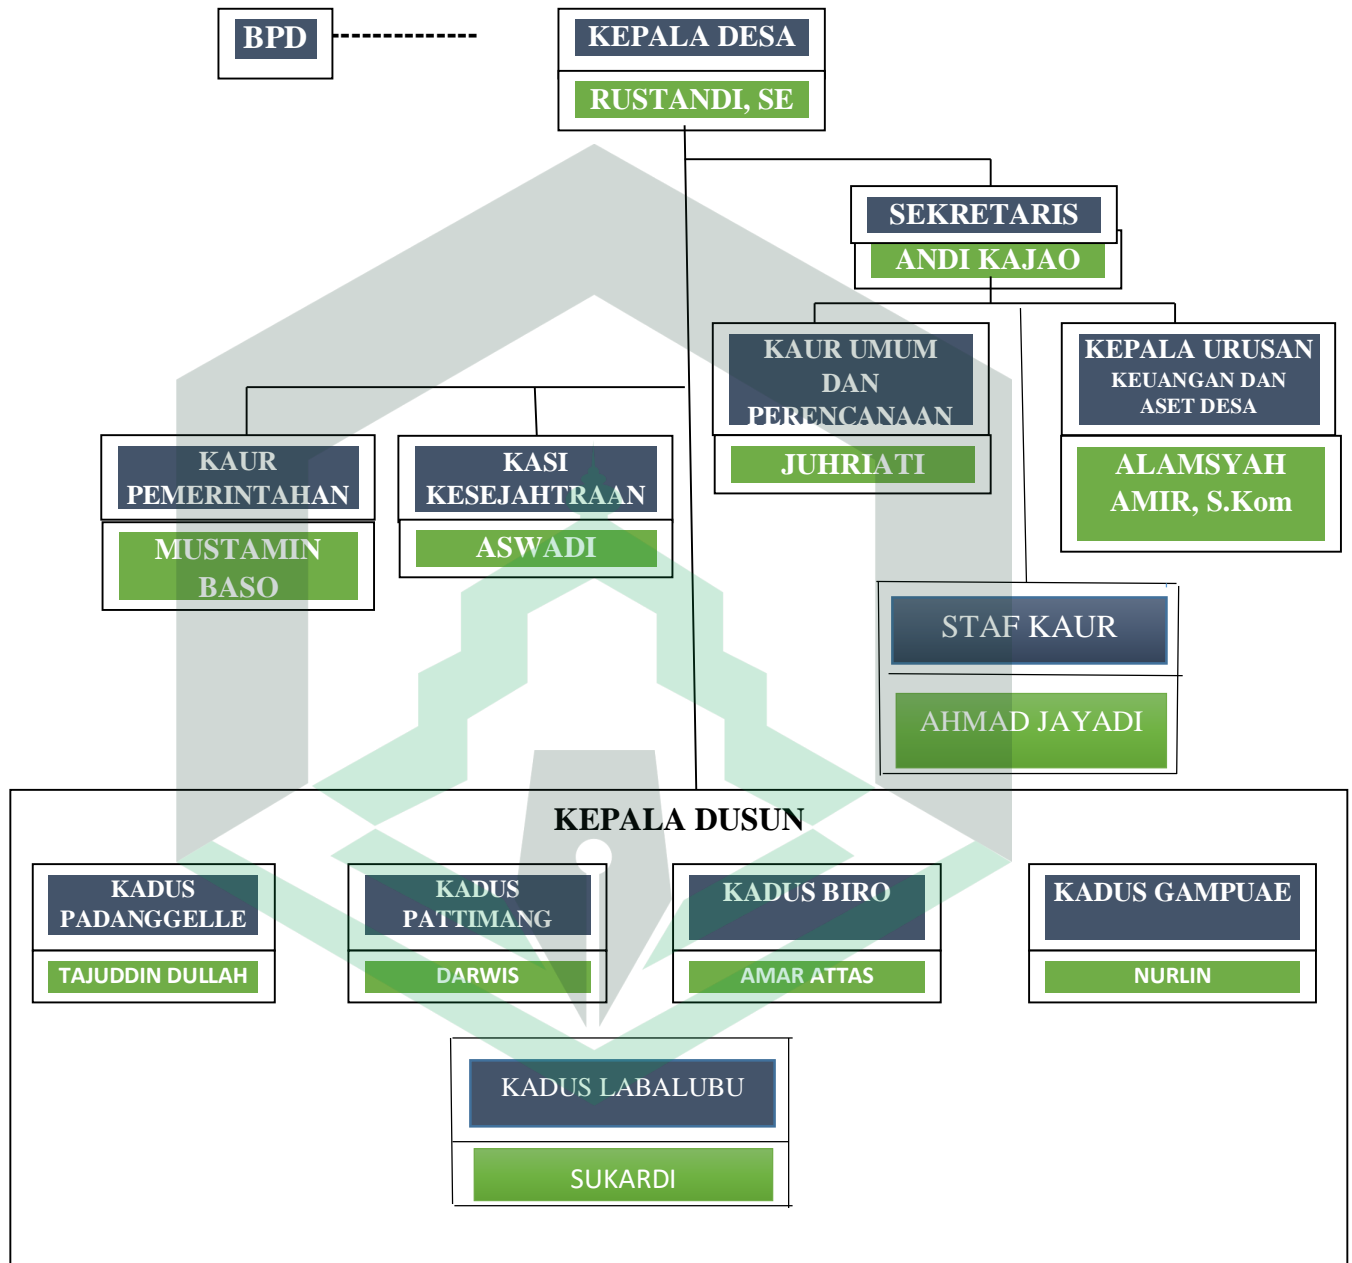 BPD
KEPALA DESA
RUSTANDI, SE
SEKRETARIS
ANDI KAJAO
KAUR UMUM
DAN
PERENCANAAN
JUHRIATI
KEPALA URUSAN
KEUANGAN DAN
ASET DESA
ALAMSYAH
AMIR, S.Kom
KAUR
PEMERINTAHAN
MUSTAMIN
BASO
KASI
KESEJAHTRAAN
ASWADI
STAF KAUR
AHMAD JAYADI
KEPALA DUSUN
KADUS
PADANGGELLE
TAJUDDIN DULLAH
KADUS
PATTIMANG
DARWIS
KADUS BIRO
AMAR ATTAS
KADUS GAMPUAE
NURLIN
KADUS LABALUBU
SUKARDI